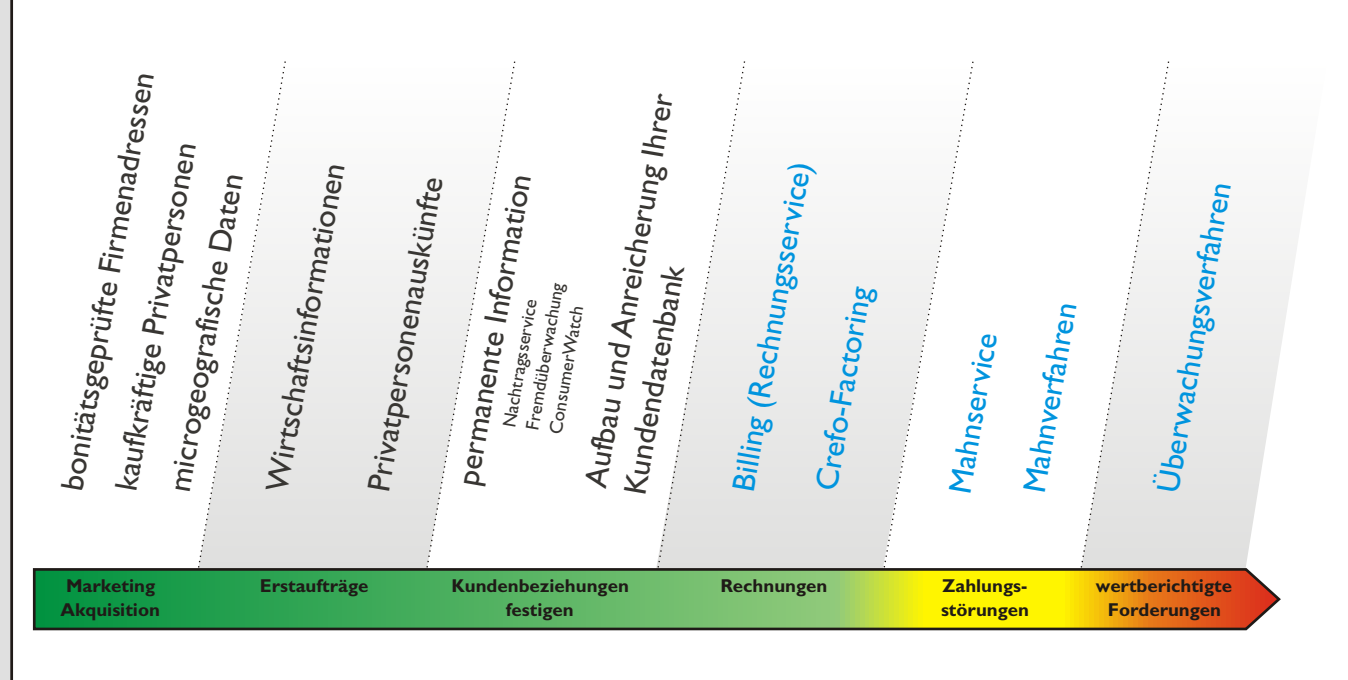 bonitätsgeprüfte Firmenadressen
kaufkräftige Privatpersonen
microgeografische Daten
Wirtschaftsinformationen
Privatpersonenauskünfte
permanente Information
Nachtragsservice
Fremdüberwachung
ConsumerWatch
Aufbau und Anreicherung Ihrer
Kundendatenbank
Billing (Rechnungsservice)
Crefo-Factoring
Mahnservice
Mahnverfahren
Überwachungsverfahren
Marketing
Akquisition
Erstaufträge
Kundenbeziehungen
festigen
Rechnungen
Zahlungs-
störungen
wertberichtigte
Forderungen